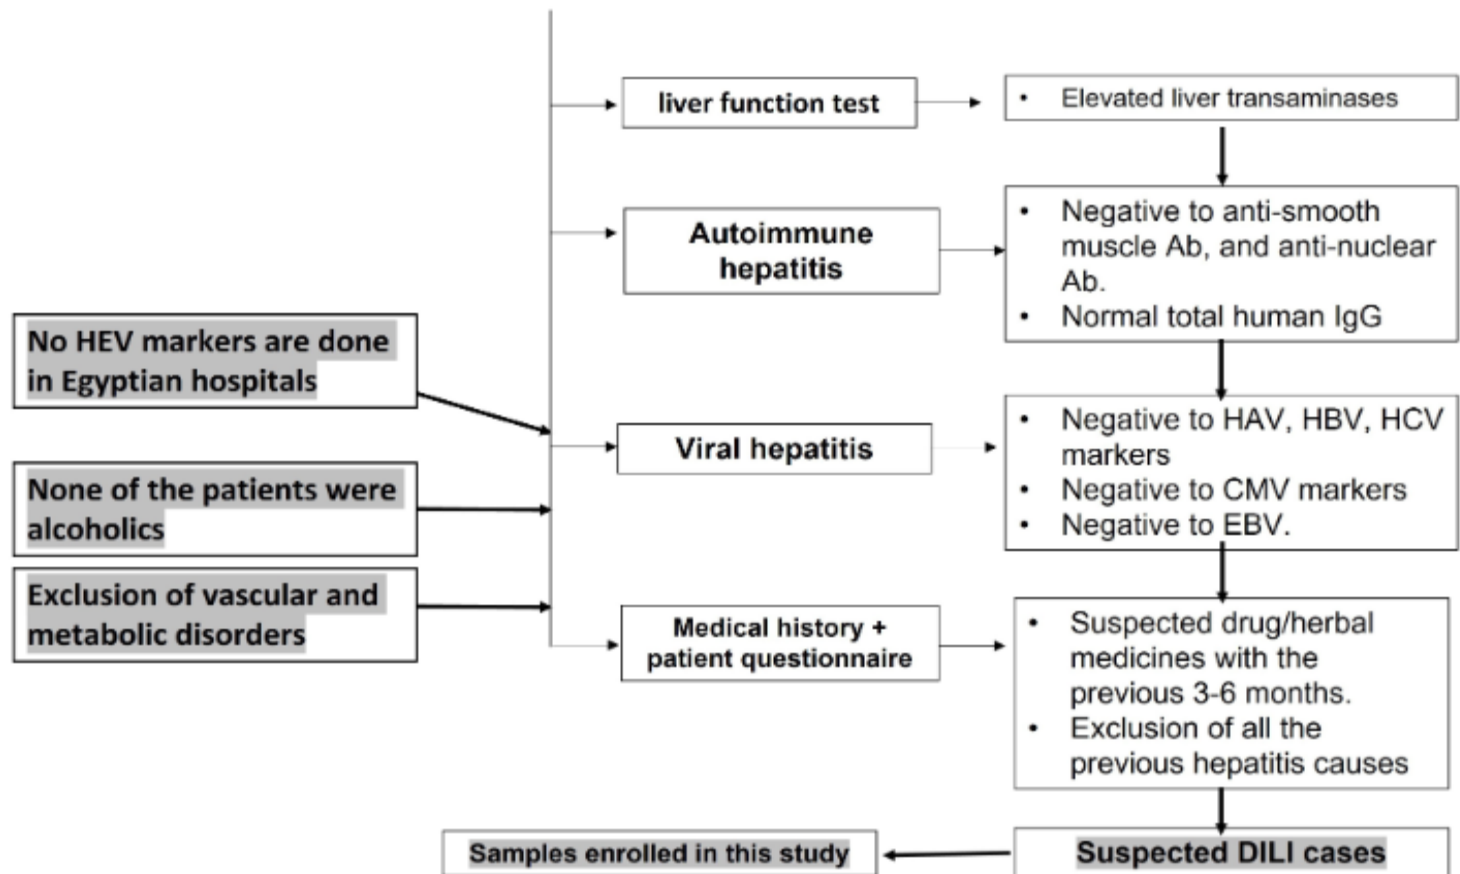 liver function test
• Elevated liver transaminases
Autoimmune
hepatitis
• Negative to anti-smooth
muscle Ab, and anti-nuclear
Ab.
• Normal total human IgG
No HEV markers are done
in Egyptian hospitals
Viral hepatitis
• Negative to HAV, HBV, HCV
markers
• Negative to CMV markers
• Negative to EBV.
None of the patients were
alcoholics
Exclusion of vascular and
metabolic disorders
Medical history +
patient questionnaire
• Suspected drug/herbal
medicines with the
previous 3-6 months.
• Exclusion of all the
previous hepatitis causes
Samples enrolled in this study
Suspected DILI cases